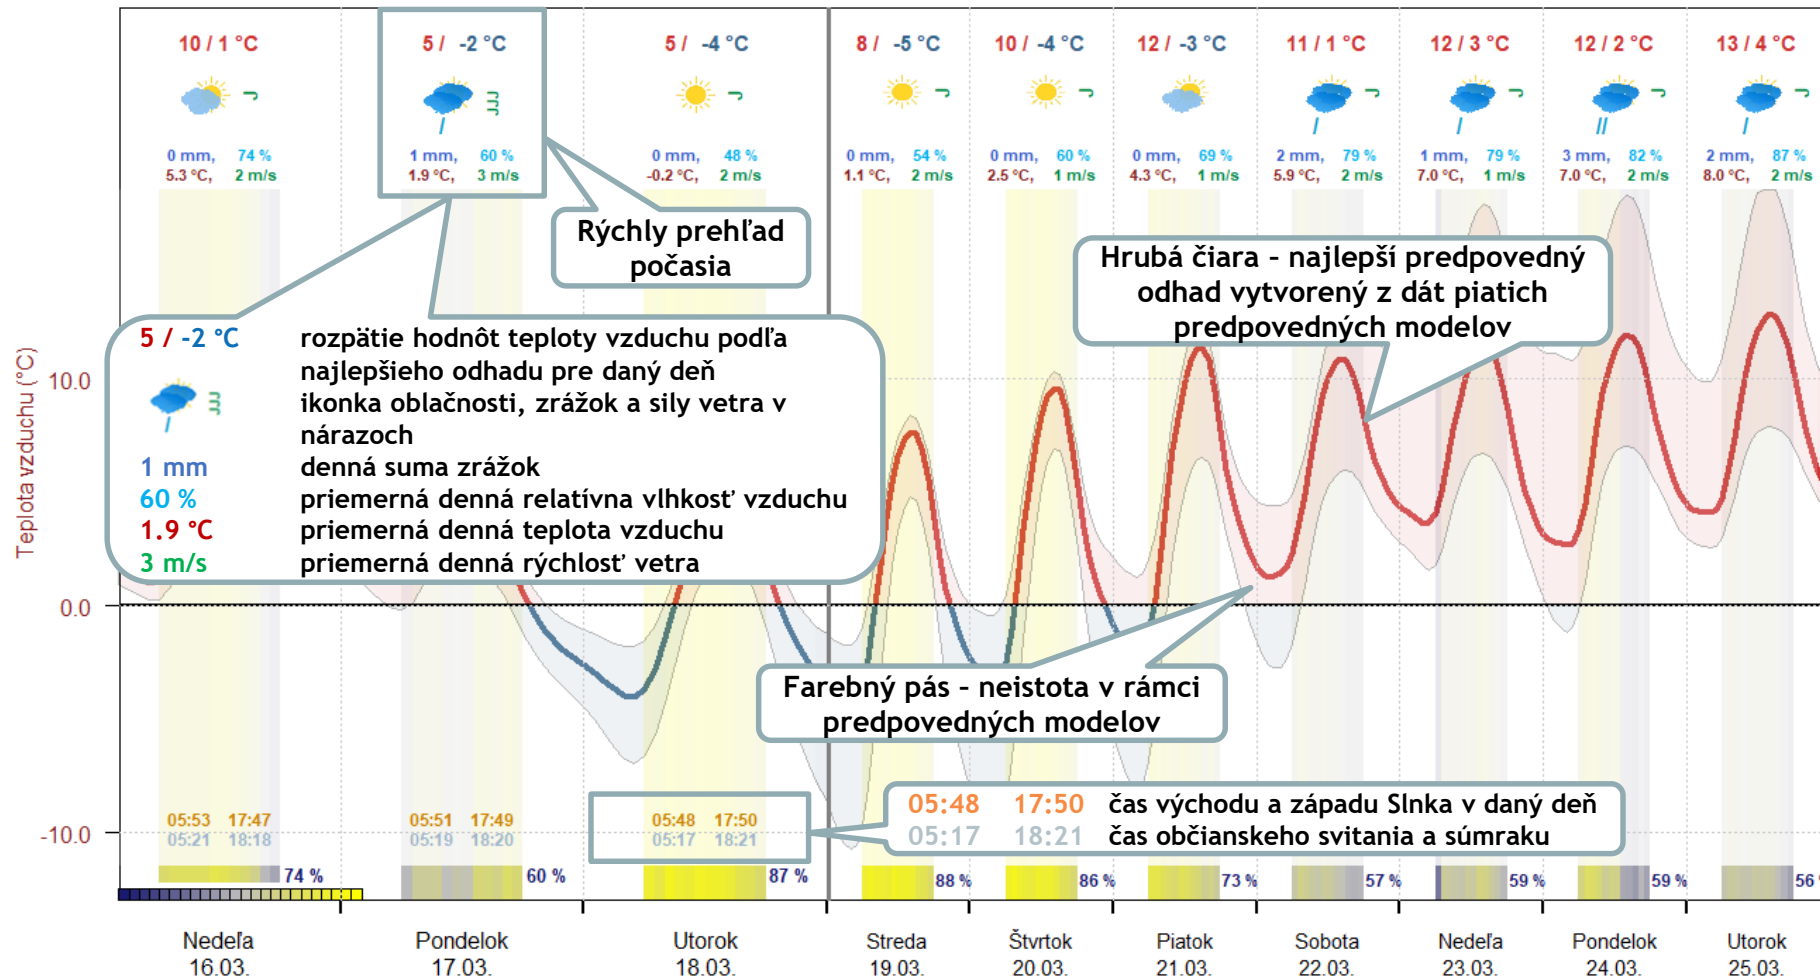 10 / 1 °C
5 / -2 °C
5 / -4 °C
8 / -5 °C
10 / -4 °C
12 / -3 °C
11 / 1 °C
12 / 3 °C
12 / 2 °C
13 / 4 °C
0 mm, 74 %
5.3 °C, 2 m/s
1 mm, 60 %
1.9 °C, 3 m/s
0 mm, 48 %
-0.2 °C, 2 m/s
0 mm, 54 %
1.1 °C, 2 m/s
0 mm, 60 %
2.5 °C, 1 m/s
0 mm, 69 %
4.3 °C, 1 m/s
2 mm, 79 %
5.9 °C, 2 m/s
1 mm, 79 %
7.0 °C, 1 m/s
3 mm, 82 %
7.0 °C, 2 m/s
2 mm, 87 %
8.0 °C, 2 m/s
Rýchly prehľad
počasia
Hrubá čiara - najlepší predpovedný
odhad vytvorený z dát piatich
predpovedných modelov
5 / -2 °C rozpätie hodnôt teploty vzduchu podľa
najlepšieho odhadu pre daný deň
ikonka oblačnosti, zrážok a sily vetra v
nárazoch
1 mm denná suma zrážok
60 % priemerná denná relatívna vlhkosť vzduchu
1.9 °C priemerná denná teplota vzduchu
3 m/s priemerná denná rýchlosť vetra
Teplota vzduchu (°C)
10.0
0.0
-10.0
Farebný pás - neistota v rámci
predpovedných modelov
05:53 17:47
05:21 18:18
05:51 17:49
05:19 18:20
05:48 17:50
05:17 18:21
05:48 17:50 čas východu a západu Slnka v daný deň
05:17 18:21 čas občianskeho svitania a súmraku
74 %
60 %
87 %
88 %
86 %
73 %
57 %
59 %
59 %
56
Nedeľa
16.03.
Pondelok
17.03.
Utorok
18.03.
Streda
19.03.
Štvrtok
20.03.
Piatok
21.03.
Sobota
22.03.
Nedeľa
23.03.
Pondelok
24.03.
Utorok
25.03.